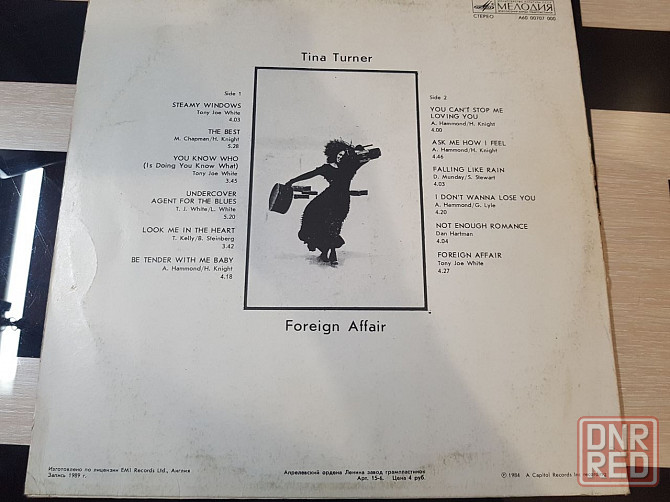 МЕЛОДИЯ
СТЕРЕО
А60 00707 000
Tina Turner
Side 1
STEAMY WINDOWS
Tony Joe White
4.03
THE BEST
M. Chapman/H. Knight
5.28
YOU KNOW WHO
(Is Doing You Know What)
Tony Joe White
3.45
UNDERCOVER
AGENT FOR THE BLUES
T. J. White/L. White
5.20
LOOK ME IN THE HEART
T. Kelly/B. Steinberg
3.42
BE TENDER WITH ME BABY
A. Hammond/H. Knight
4.18
Side 2
YOU CAN'T STOP ME
LOVING YOU
A. Hammond/H. Knight
4.00
ASK ME HOW I FEEL
A. Hammond/H. Knight
4.46
FALLING LIKE RAIN
D. Munday/S. Stewart
4.03
I DON'T WANNA LOSE YOU
A. Hammond/G. Lyle
4.20
NOT ENOUGH ROMANCE
Dan Hartman
4.04
FOREIGN AFFAIR
Tony Joe White
4.27
Foreign Affair
Изготовлено по лицензии EMI Records Ltd., Англия
Запись 1989 г.
Апрелевский ордена Ленина завод грампластинок
Арт. 15-6. Цена 4 руб.
℗ 1984 A Capitol Records
DNR
RED